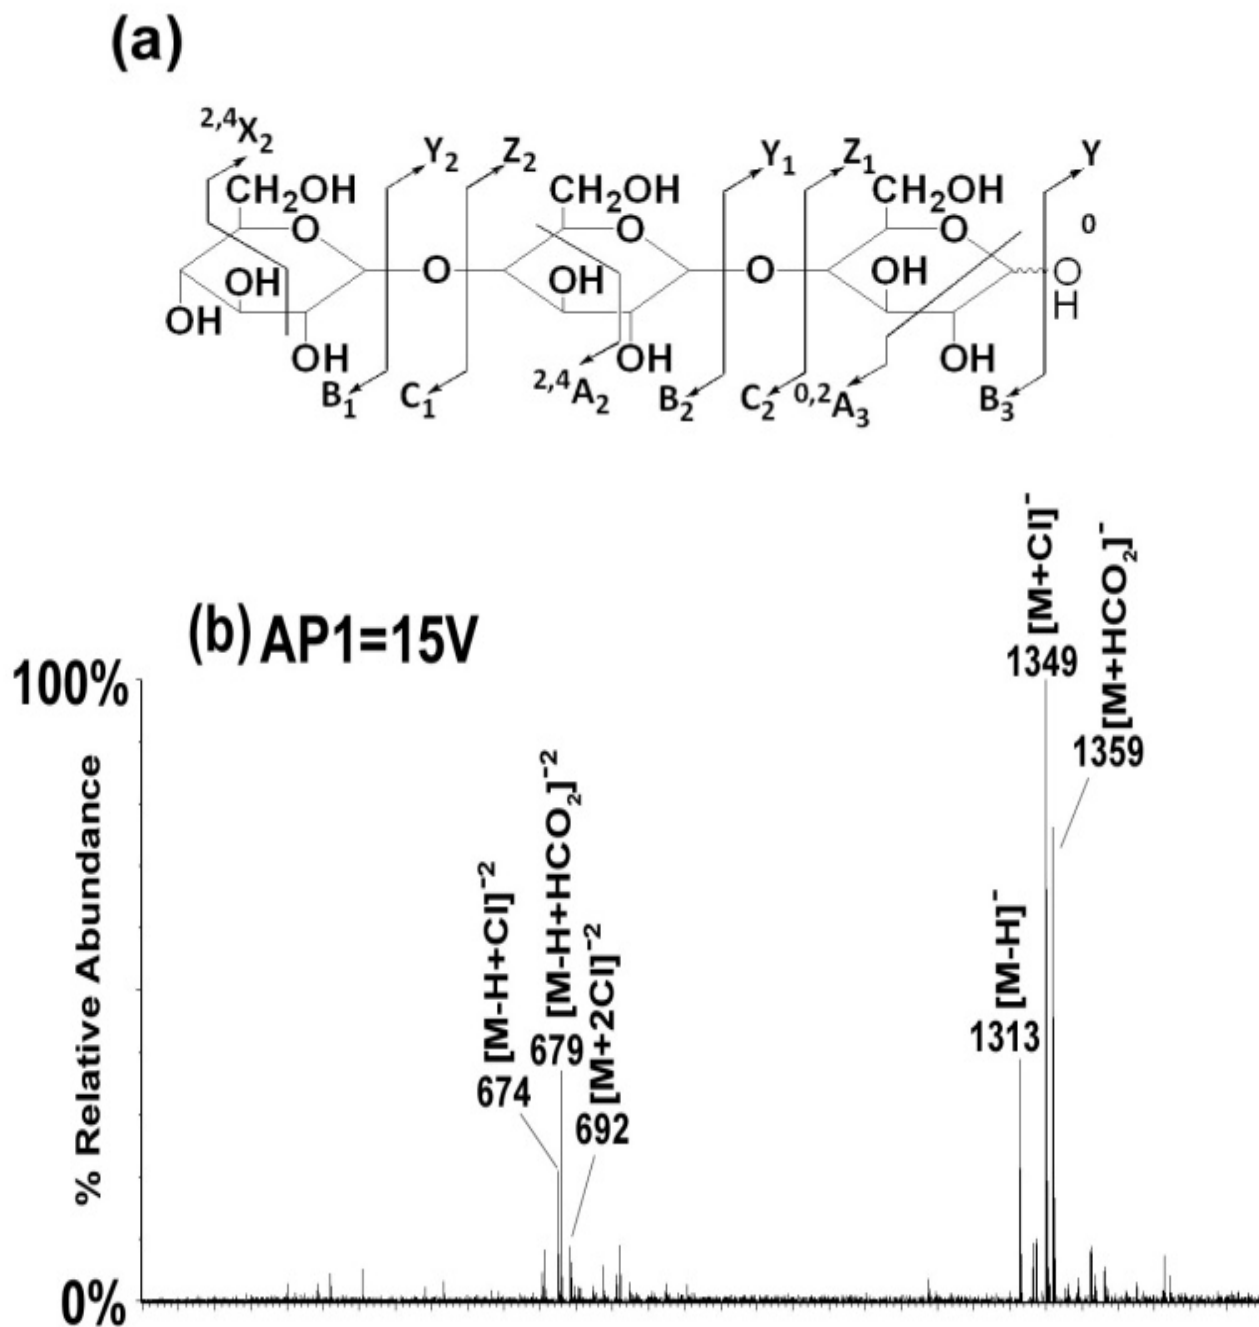 (a)
2,4X2 Y2 Z2 Y1 Z1 Y
CH2OH CH2OH CH2OH
O O O 0
OH O OH O OH O
OH H
OH OH OH
B1 C1 2,4A2 B2 C2 0,2A3 B3
(b) AP1=15V
100%
% Relative Abundance
0%
[M-H+Cl]-2
674
[M-H+HCO2]-2
679
[M+2Cl]-2
692
[M-H]-
1313
[M+Cl]-
1349
[M+HCO2]-
1359